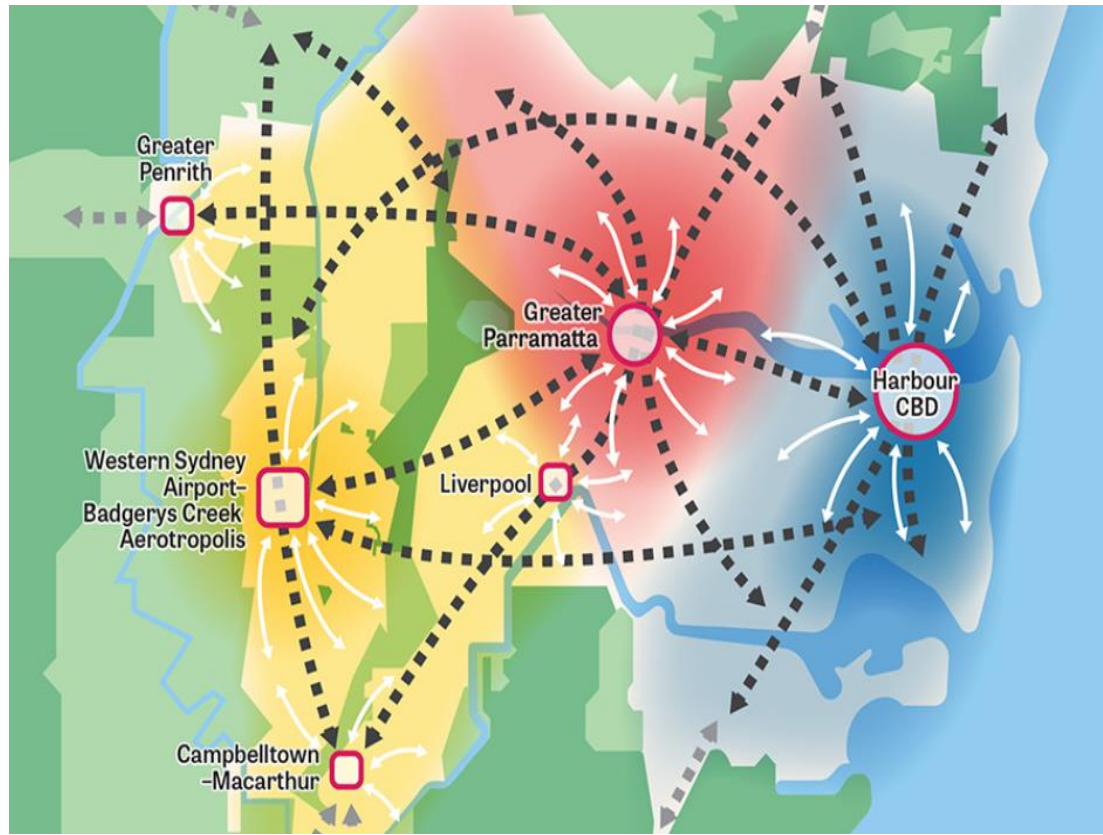 Greater
Penrith
Greater
Parramatta
Harbour
CBD
Western Sydney
Airport–
Badgerys Creek
Aerotropolis
Liverpool
Campbelltown
–Macarthur